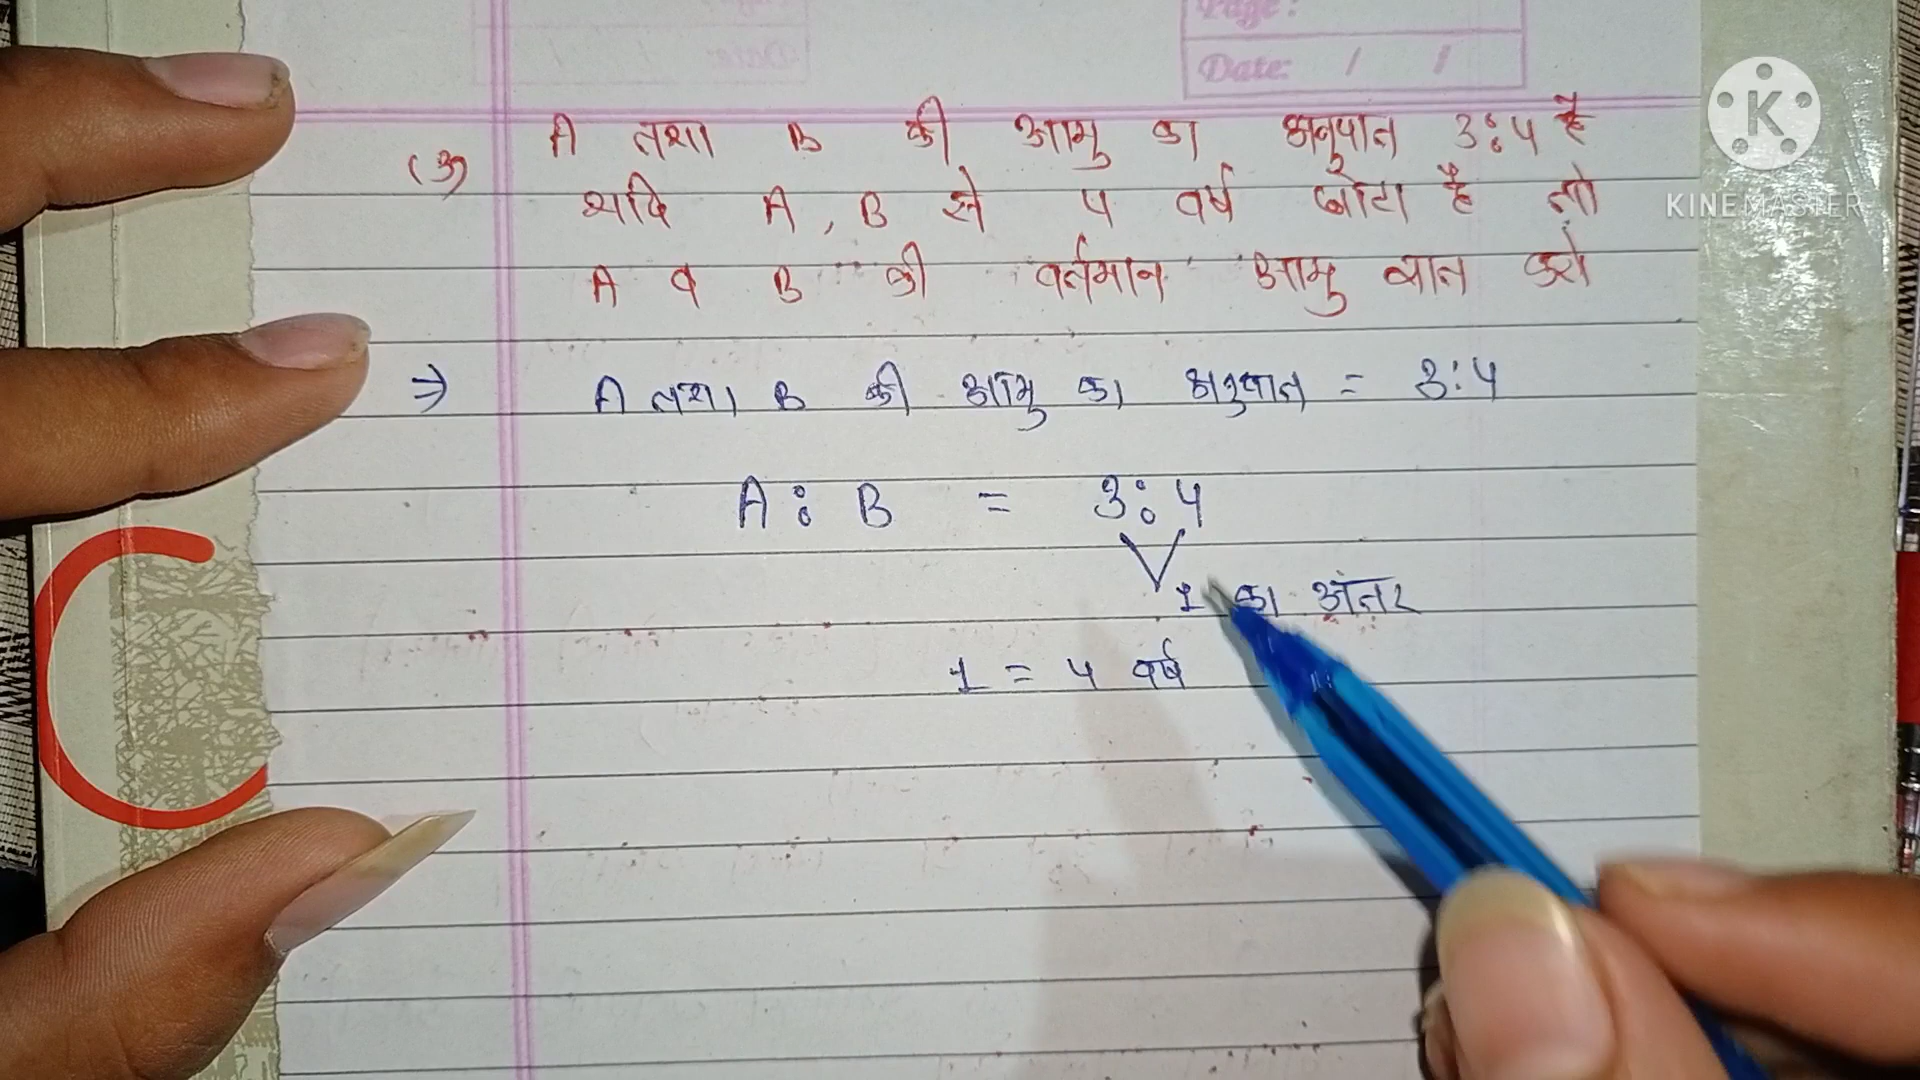 Page:
Date: / /
(3) A तथा B की आयु का अनुपात 3:4 है
यदि A, B से 4 वर्ष छोटा है तो
A व B की वर्तमान आयु ज्ञात करो
KINEMASTER
⇒ A तथा B की आयु का अनुपात = 3:4
A : B = 3:4
1 का अंतर
1 = 4 वर्ष